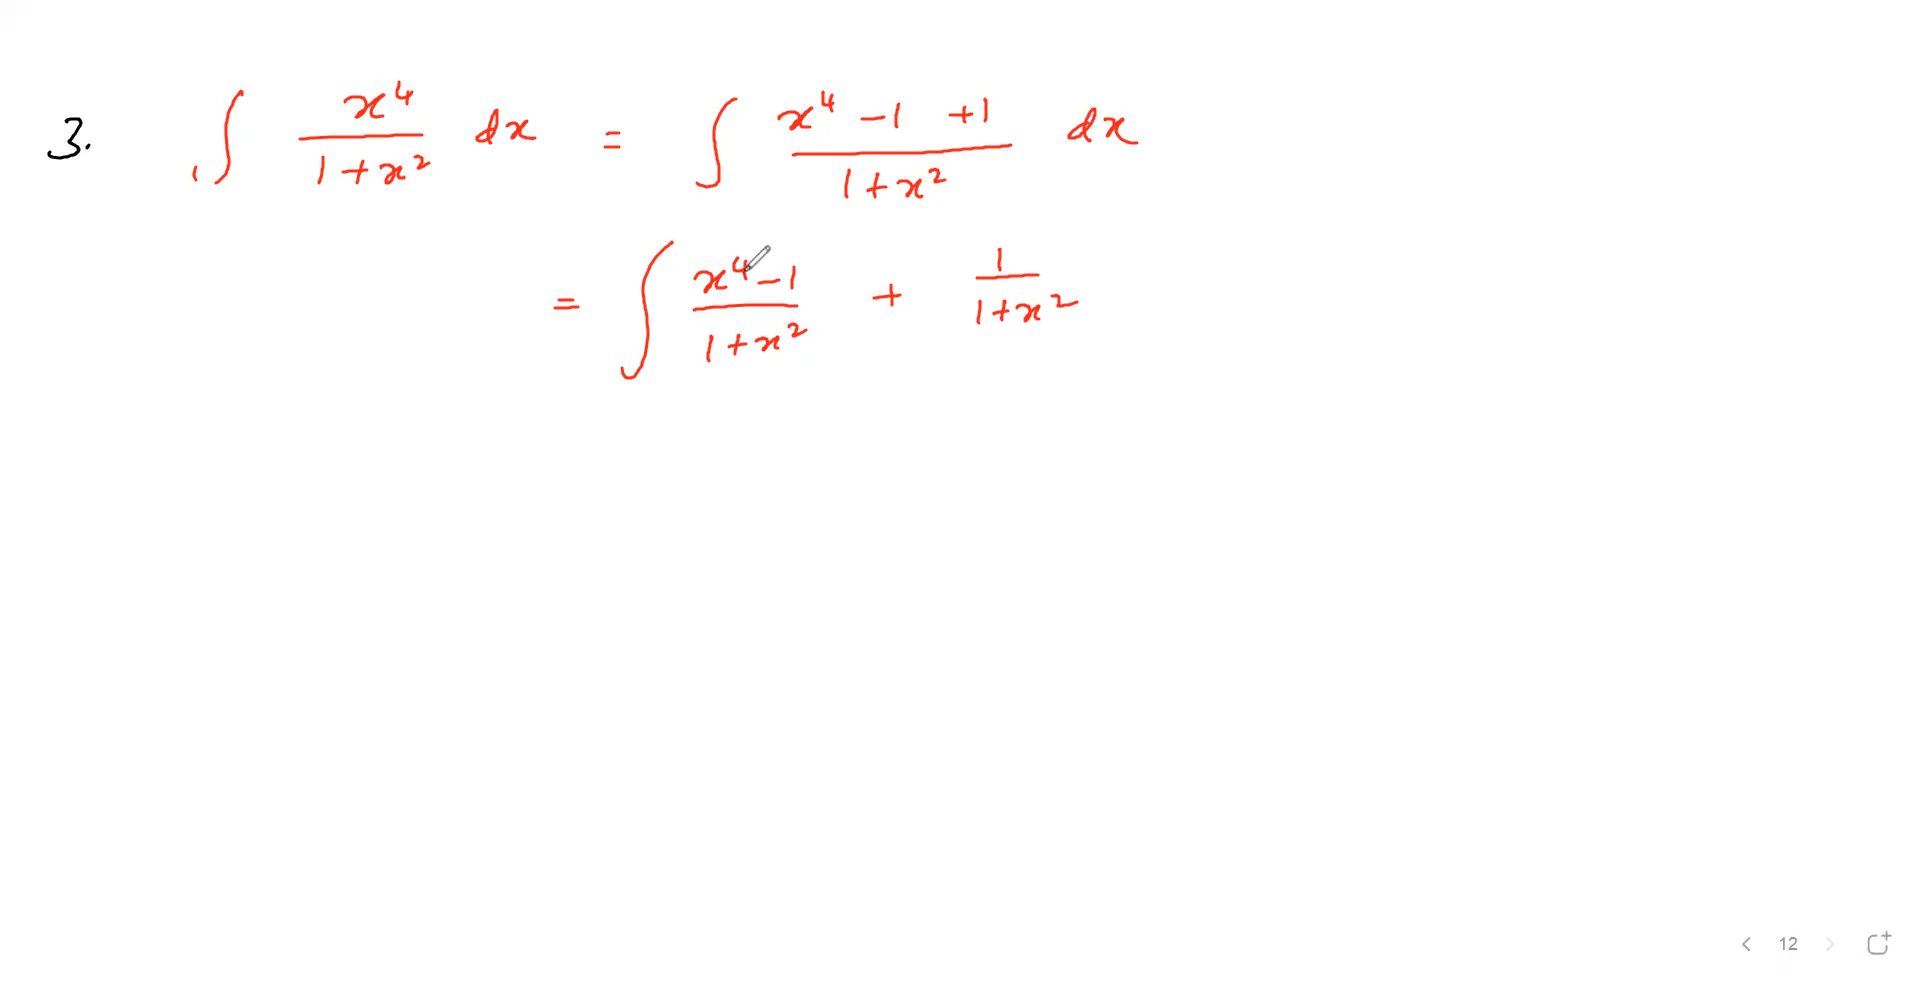 3. ∫ x⁴/(1+x²) dx = ∫ (x⁴-1 +1)/(1+x²) dx
= ∫ (x⁴-1)/(1+x²) + 1/(1+x²)
12